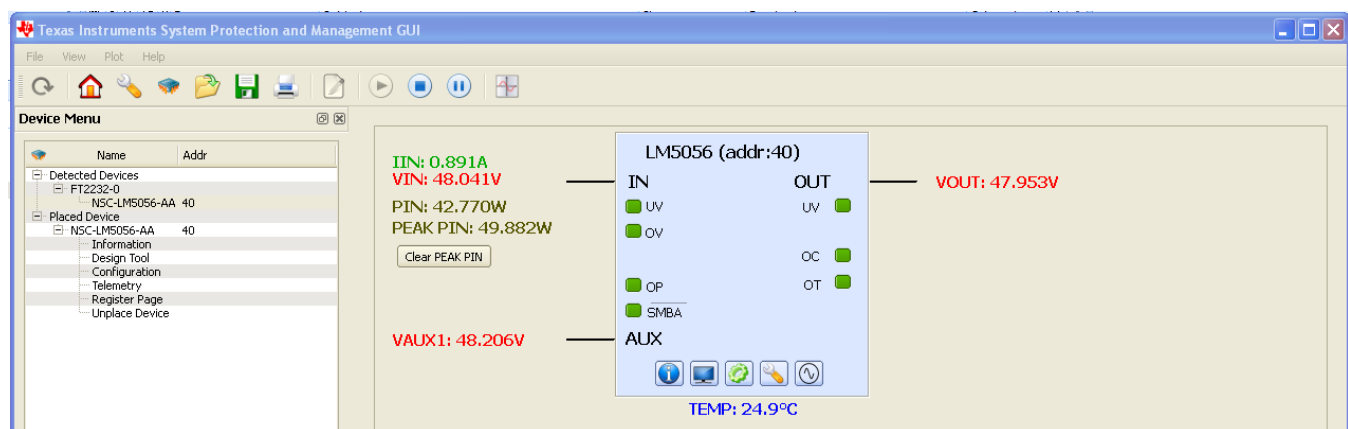 Texas Instruments System Protection and Management GUI
File View Plot Help
Device Menu
Name Addr
Detected Devices
FT2232-0
NSC-LM5056-AA 40
Placed Device
NSC-LM5056-AA 40
Information
Design Tool
Configuration
Telemetry
Register Page
Unplace Device
IIN: 0.891A
VIN: 48.041V
PIN: 42.770W
PEAK PIN: 49.882W
Clear PEAK PIN
VAUX1: 48.206V
LM5056 (addr:40)
IN OUT
UV UV
OV
OC
OP OT
SMBA
AUX
VOUT: 47.953V
TEMP: 24.9ºC